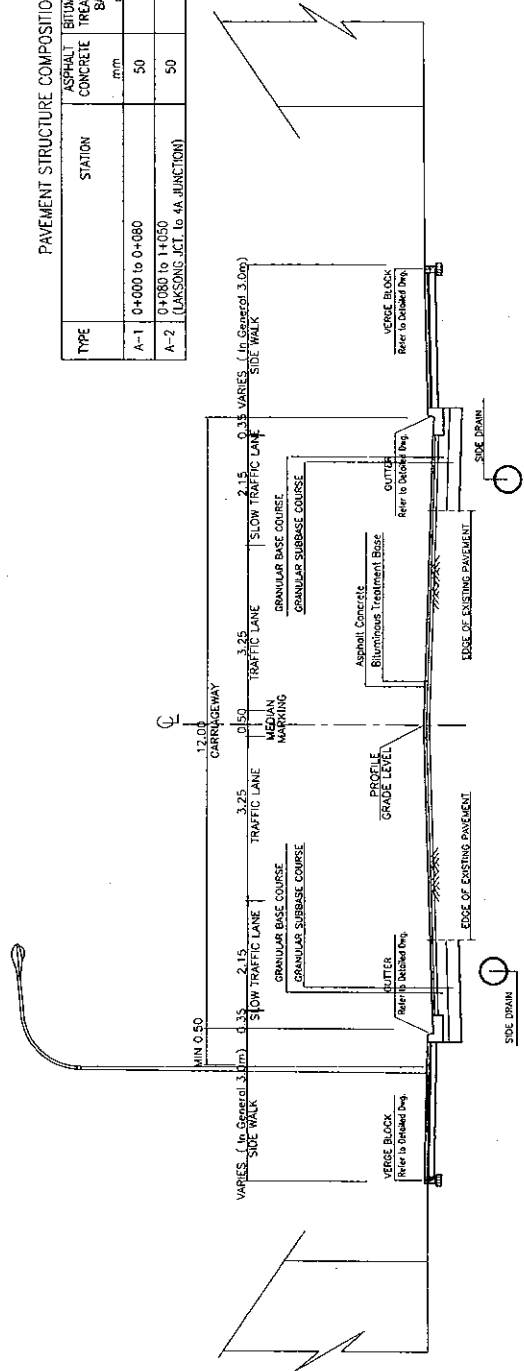 PAVEMENT STRUCTURE COMPOSITIO
TYPE
STATION
ASPHALT
CONCRETE
mm
A-1
0+000 to 0+080
50
A-2
0+080 to 1+050
(LAKSONG JCT. to 4A JUNCTION)
50
MIN 0.50
12.00
CARRIAGEWAY
VARIES ( In General 3.0m)
SIDE WALK
0.35
2.15
SLOW TRAFFIC LANE
3.25
TRAFFIC LANE
0.50
MEDIAN
MARKING
3.25
TRAFFIC LANE
2.15
SLOW TRAFFIC LANE
0.35
VARIES ( In General 3.0m)
SIDE WALK
GRANULAR BASE COURSE
GRANULAR SUBBASE COURSE
GRANULAR BASE COURSE
GRANULAR SUBBASE COURSE
VERGE BLOCK
Refer to Detailed Dwg.
GUTTER
Refer to Detailed Dwg.
PROFILE
GRADE LEVEL
Asphalt Concrete
Bituminous Treatment Base
GUTTER
Refer to Detailed Dwg.
VERGE BLOCK
Refer to Detailed Dwg.
EDGE OF EXISTING PAVEMENT
EDGE OF EXISTING PAVEMENT
SIDE DRAIN
SIDE DRAIN